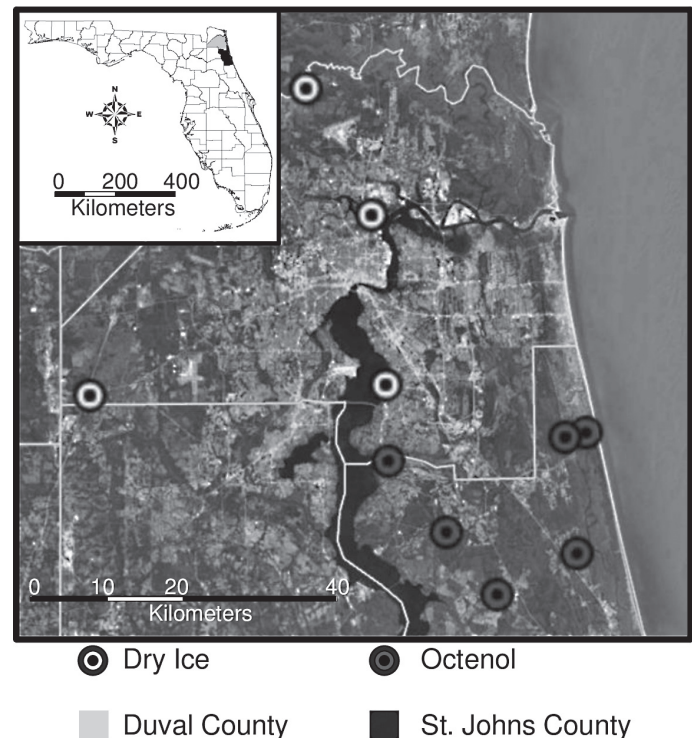 N
W E
S
0 200 400
Kilometers
0 10 20 40
Kilometers
Dry Ice Octenol
Duval County St. Johns County